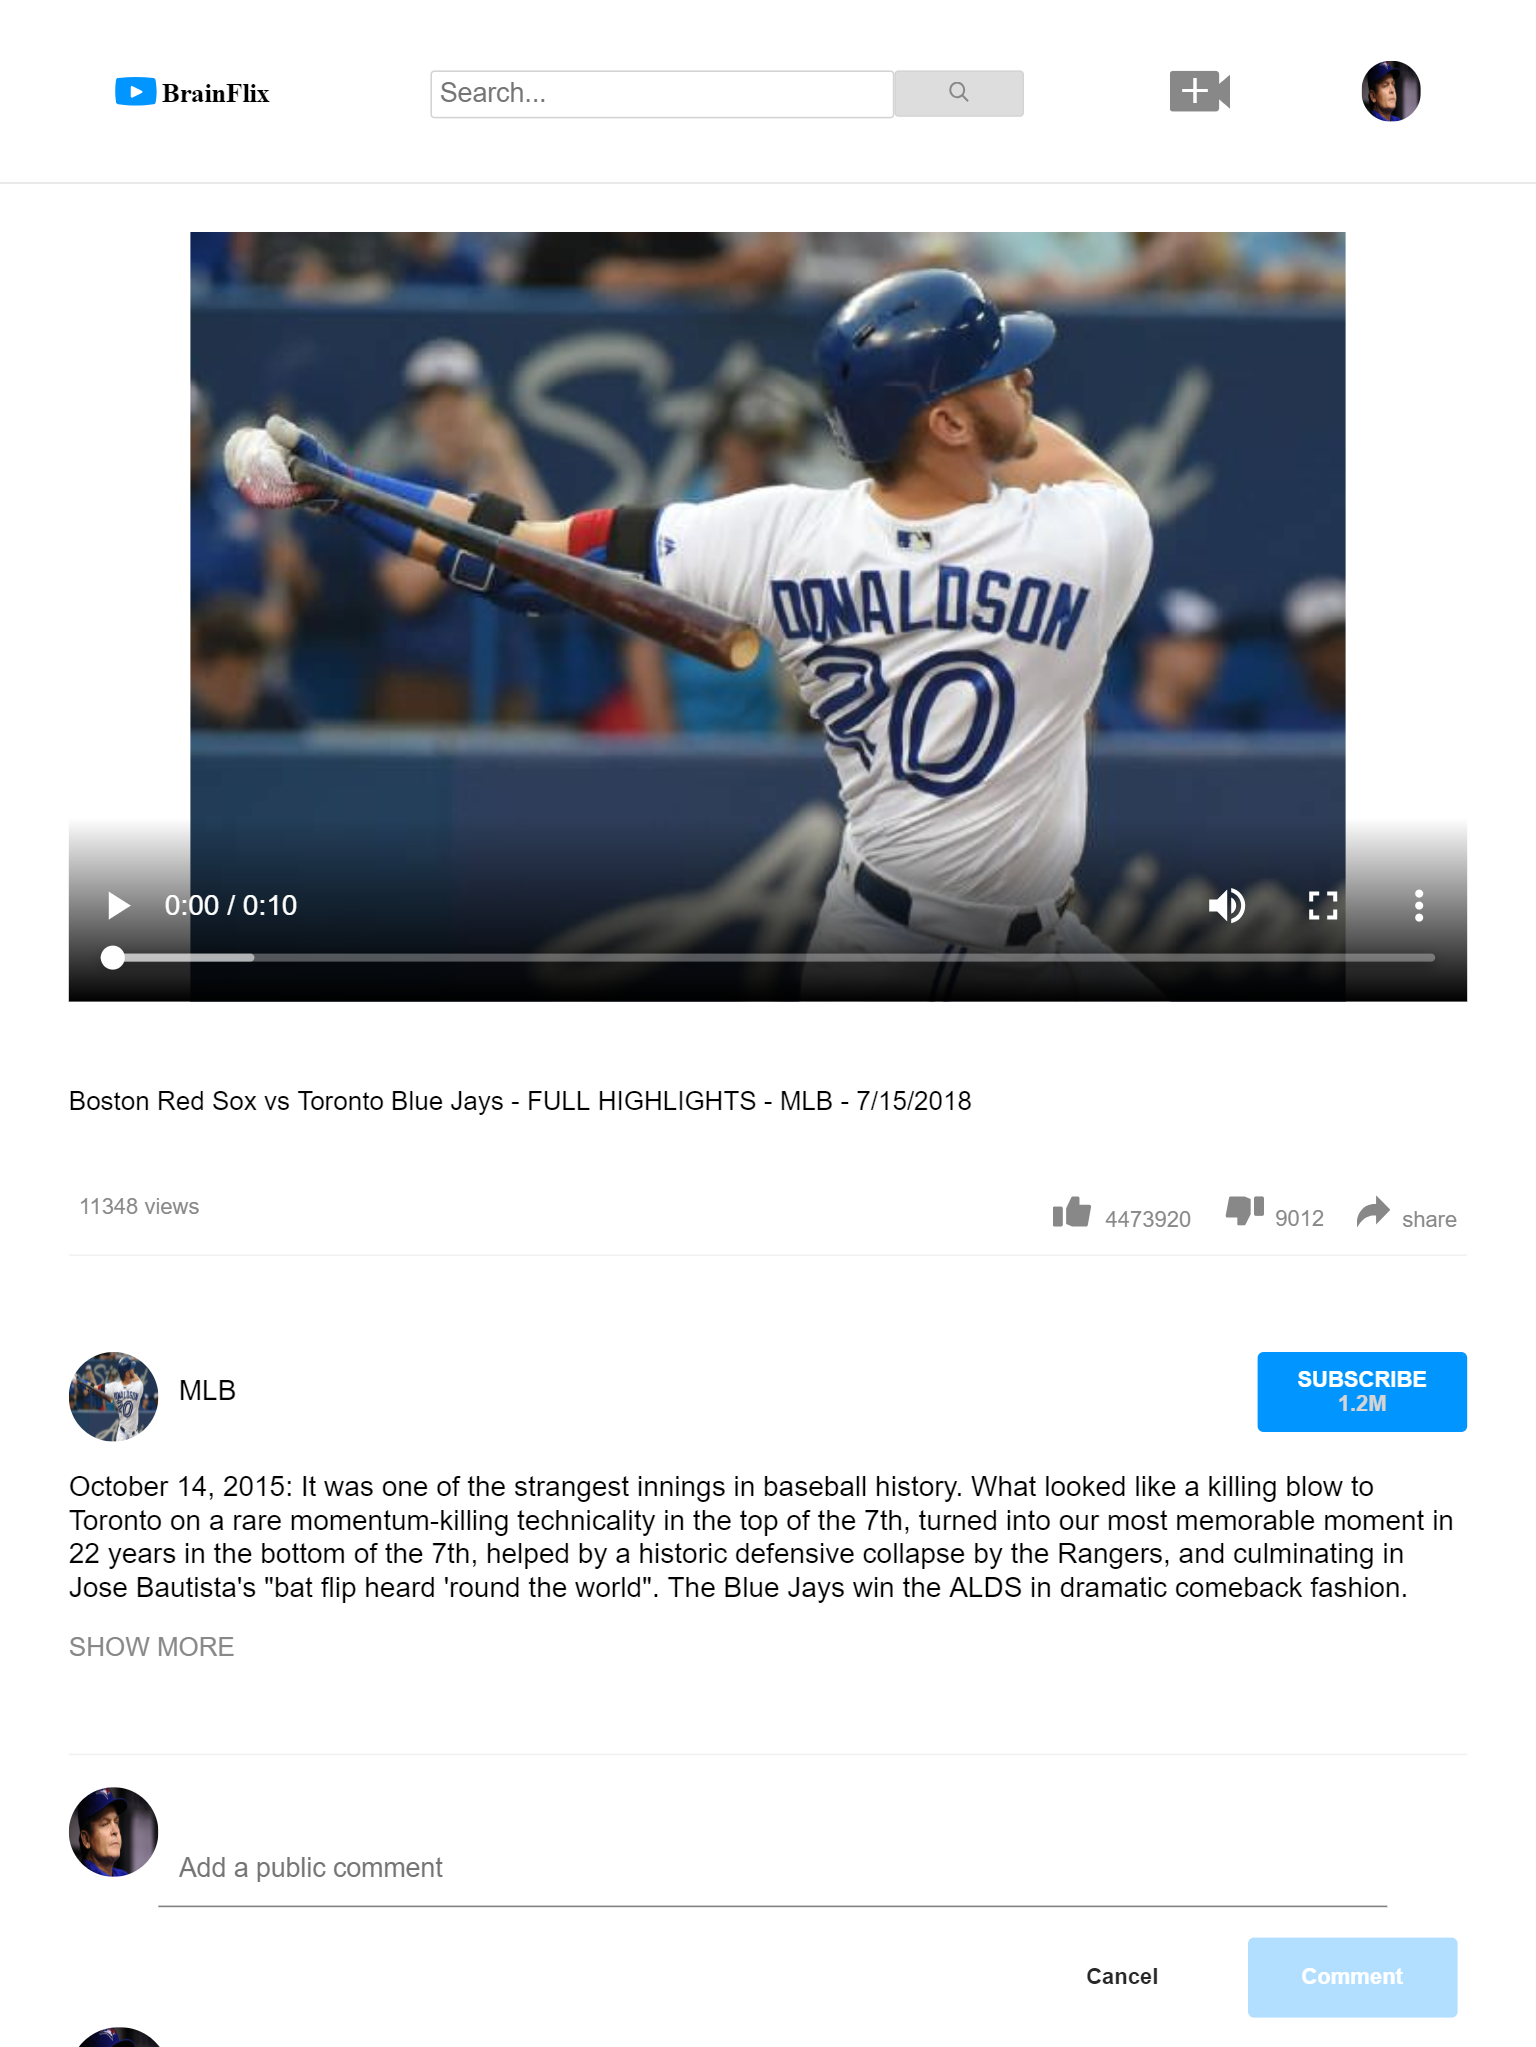 BrainFlix
Search...
DONALDSON
20
0:00 / 0:10
Boston Red Sox vs Toronto Blue Jays - FULL HIGHLIGHTS - MLB - 7/15/2018
11348 views
4473920
9012
share
MLB
SUBSCRIBE
1.2M
October 14, 2015: It was one of the strangest innings in baseball history. What looked like a killing blow to
Toronto on a rare momentum-killing technicality in the top of the 7th, turned into our most memorable moment in
22 years in the bottom of the 7th, helped by a historic defensive collapse by the Rangers, and culminating in
Jose Bautista's "bat flip heard 'round the world". The Blue Jays win the ALDS in dramatic comeback fashion.
SHOW MORE
Add a public comment
Cancel
Comment